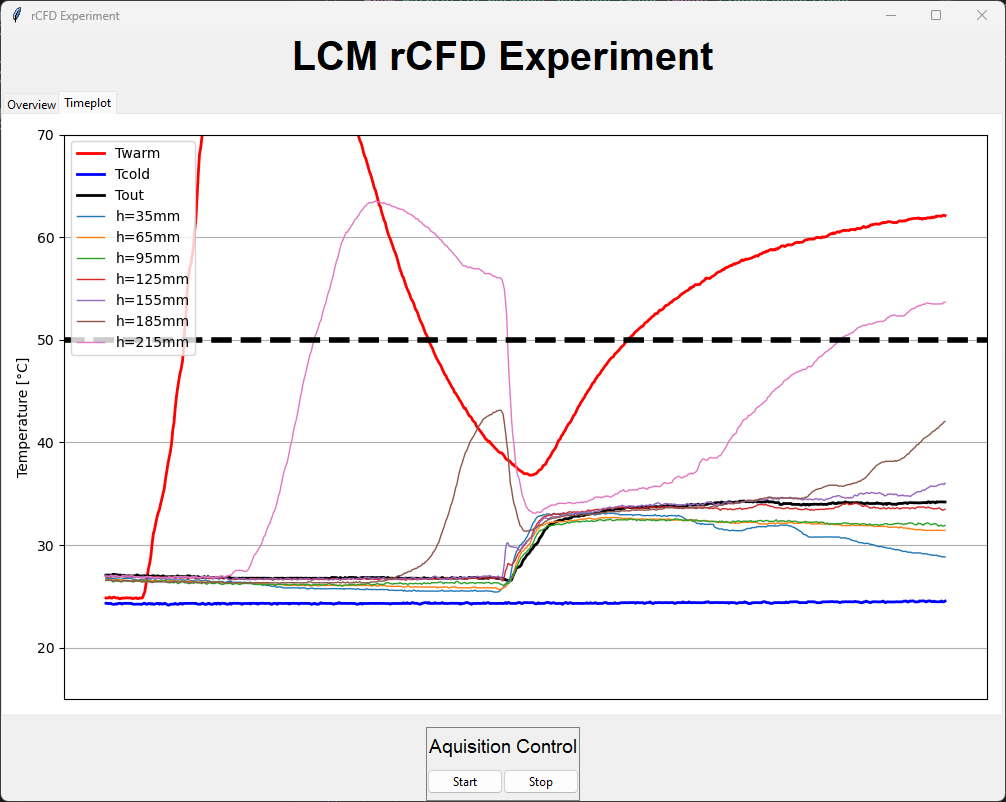 rCFD Experiment
LCM rCFD Experiment
Overview Timeplot
70
60
50
40
30
20
Temperature [°C]
Twarm
Tcold
Tout
h=35mm
h=65mm
h=95mm
h=125mm
h=155mm
h=185mm
h=215mm
Aquisition Control
Start Stop